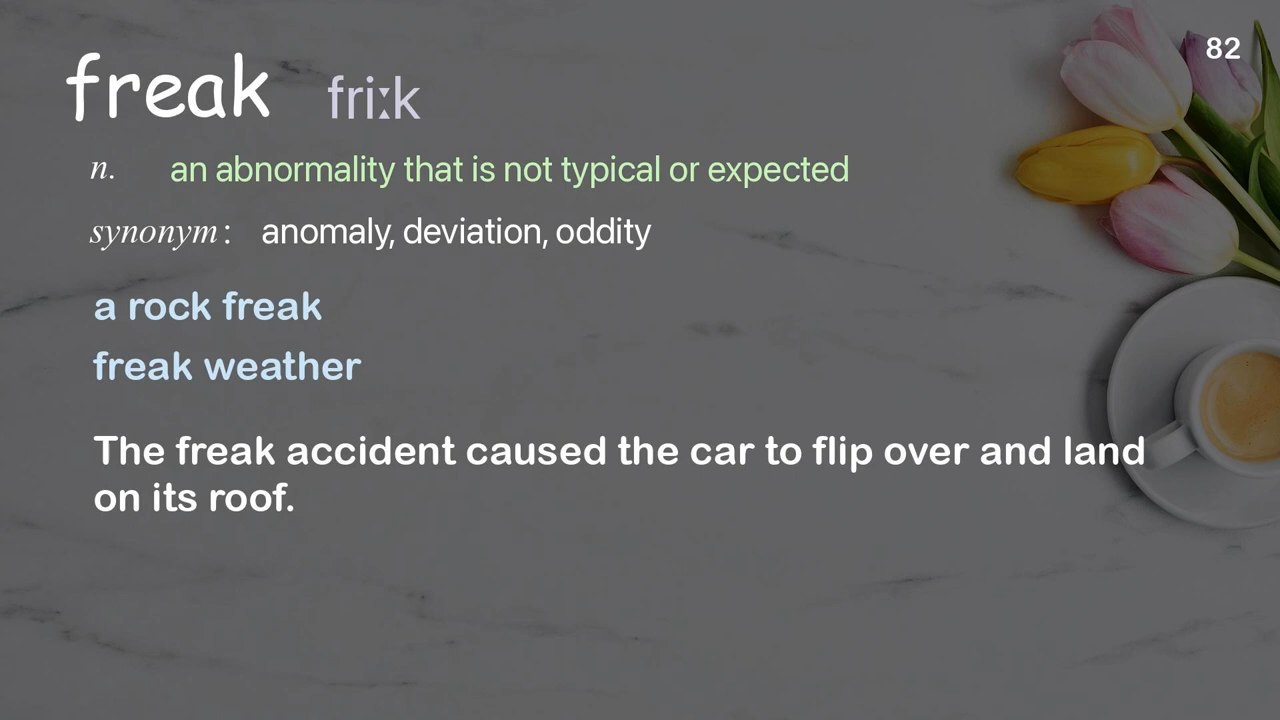 82
freak friːk
n. an abnormality that is not typical or expected
synonym: anomaly, deviation, oddity
a rock freak
freak weather
The freak accident caused the car to flip over and land
on its roof.